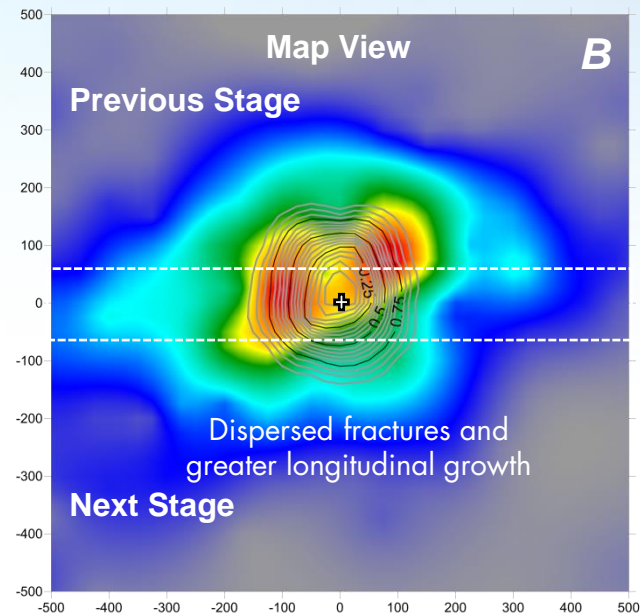 Map View
B
Previous Stage
500
400
300
200
100
0
-100
-200
-300
-400
-500
0.25
0.5
0.75
Dispersed fractures and
greater longitudinal growth
Next Stage
-500 -400 -300 -200 -100 0 100 200 300 400 500